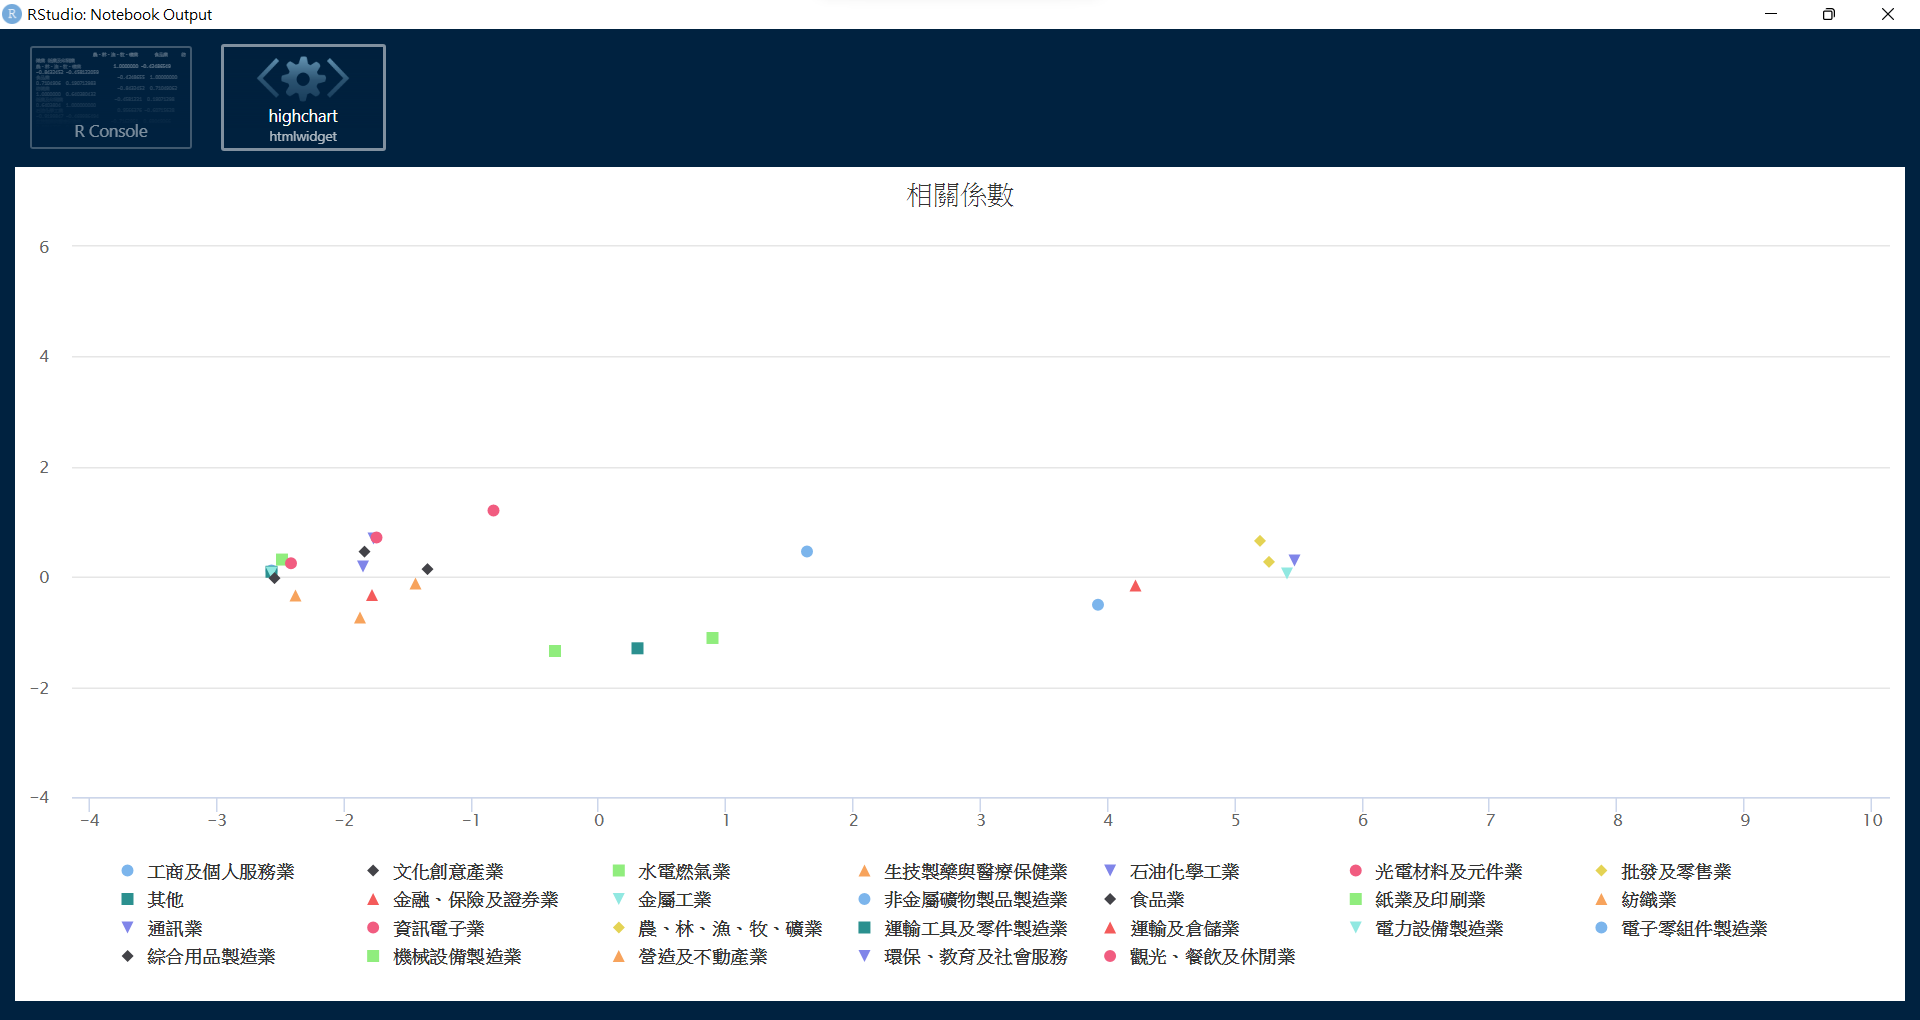 RStudio: Notebook Output
R Console
highchart
htmlwidget
相關係數
6
4
2
0
-2
-4
-4 -3 -2 -1 0 1 2 3 4 5 6 7 8 9 10
工商及個人服務業 文化創意產業 水電燃氣業 生技製藥與醫療保健業 石油化學工業 光電材料及元件業 批發及零售業
其他 金融、保險及證券業 金屬工業 非金屬礦物製品製造業 食品業 紙業及印刷業 紡織業
通訊業 資訊電子業 農、林、漁、牧、礦業 運輸工具及零件製造業 運輸及倉儲業 電力設備製造業 電子零組件製造業
綜合用品製造業 機械設備製造業 營造及不動產業 環保、教育及社會服務 觀光、餐飲及休閒業